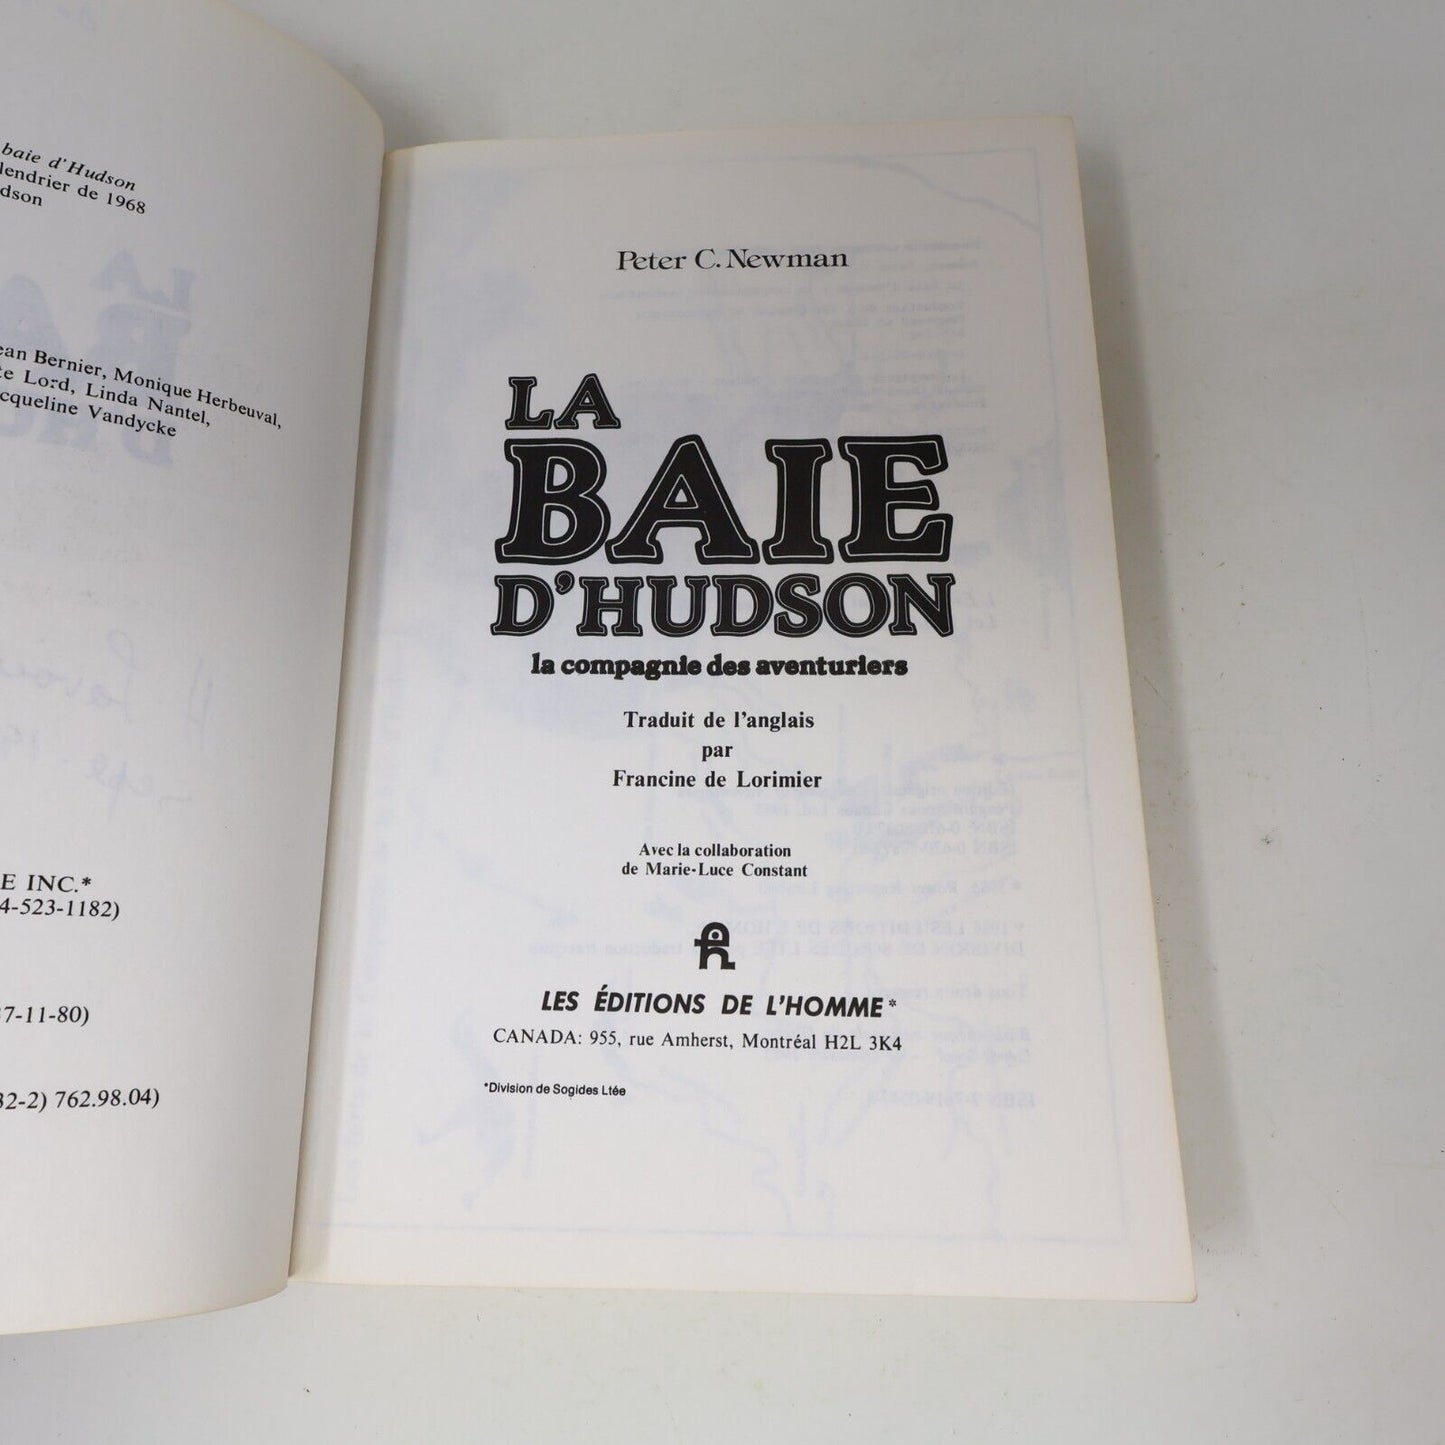 baie d'Hudson
lendrier de 1968
dson
ean Bernier, Monique Herbeuval,
te Lord, Linda Nantel,
cqueline Vandycke
E INC.*
4-523-1182)
37-11-80)
32-2) 762.98.04)
Peter C. Newman
LA
BAIE
D'HUDSON
la compagnie des aventuriers
Traduit de l'anglais
par
Francine de Lorimier
Avec la collaboration
de Marie-Luce Constant
LES ÉDITIONS DE L'HOMME*
CANADA: 955, rue Amherst, Montréal H2L 3K4
*Division de Sogides Ltée